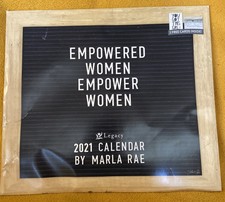 EMPOWERED
WOMEN
EMPOWER
WOMEN
Legacy
2021 CALENDAR
BY MARLA RAE